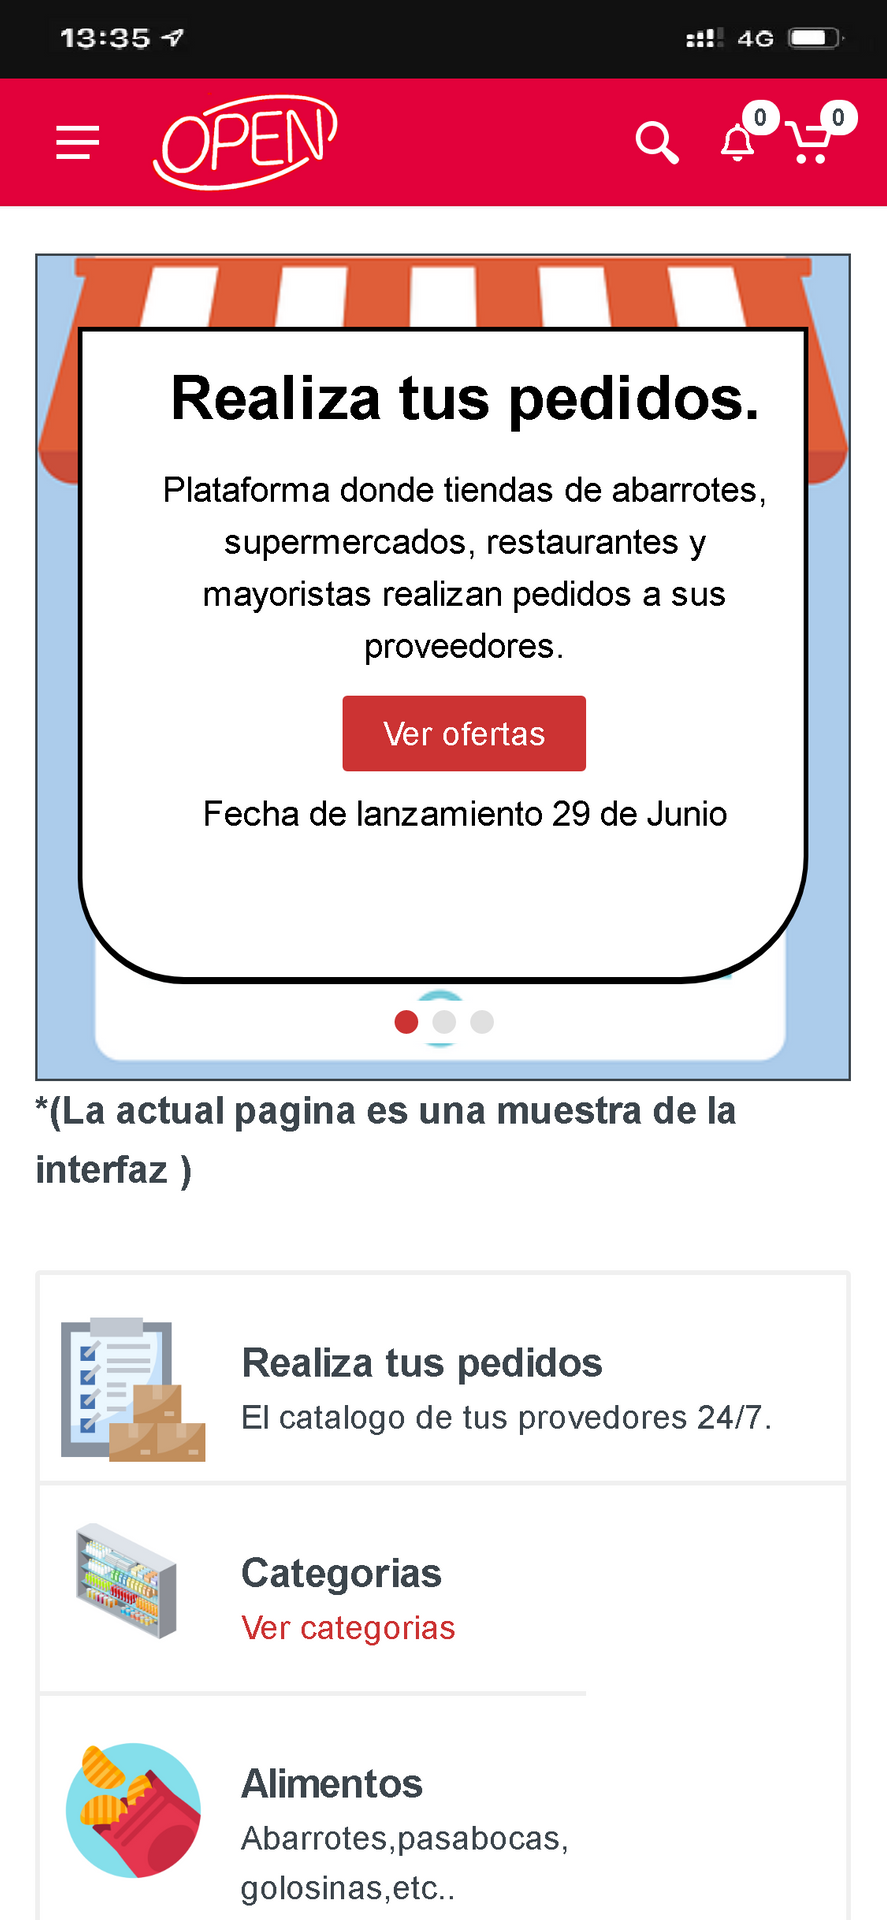 13:35
4G
OPEN
0
0
Realiza tus pedidos.
Plataforma donde tiendas de abarrotes,
supermercados, restaurantes y
mayoristas realizan pedidos a sus
proveedores.
Ver ofertas
Fecha de lanzamiento 29 de Junio
*(La actual pagina es una muestra de la
interfaz )
Realiza tus pedidos
El catalogo de tus provedores 24/7.
Categorias
Ver categorias
Alimentos
Abarrotes,pasabocas,
golosinas,etc..